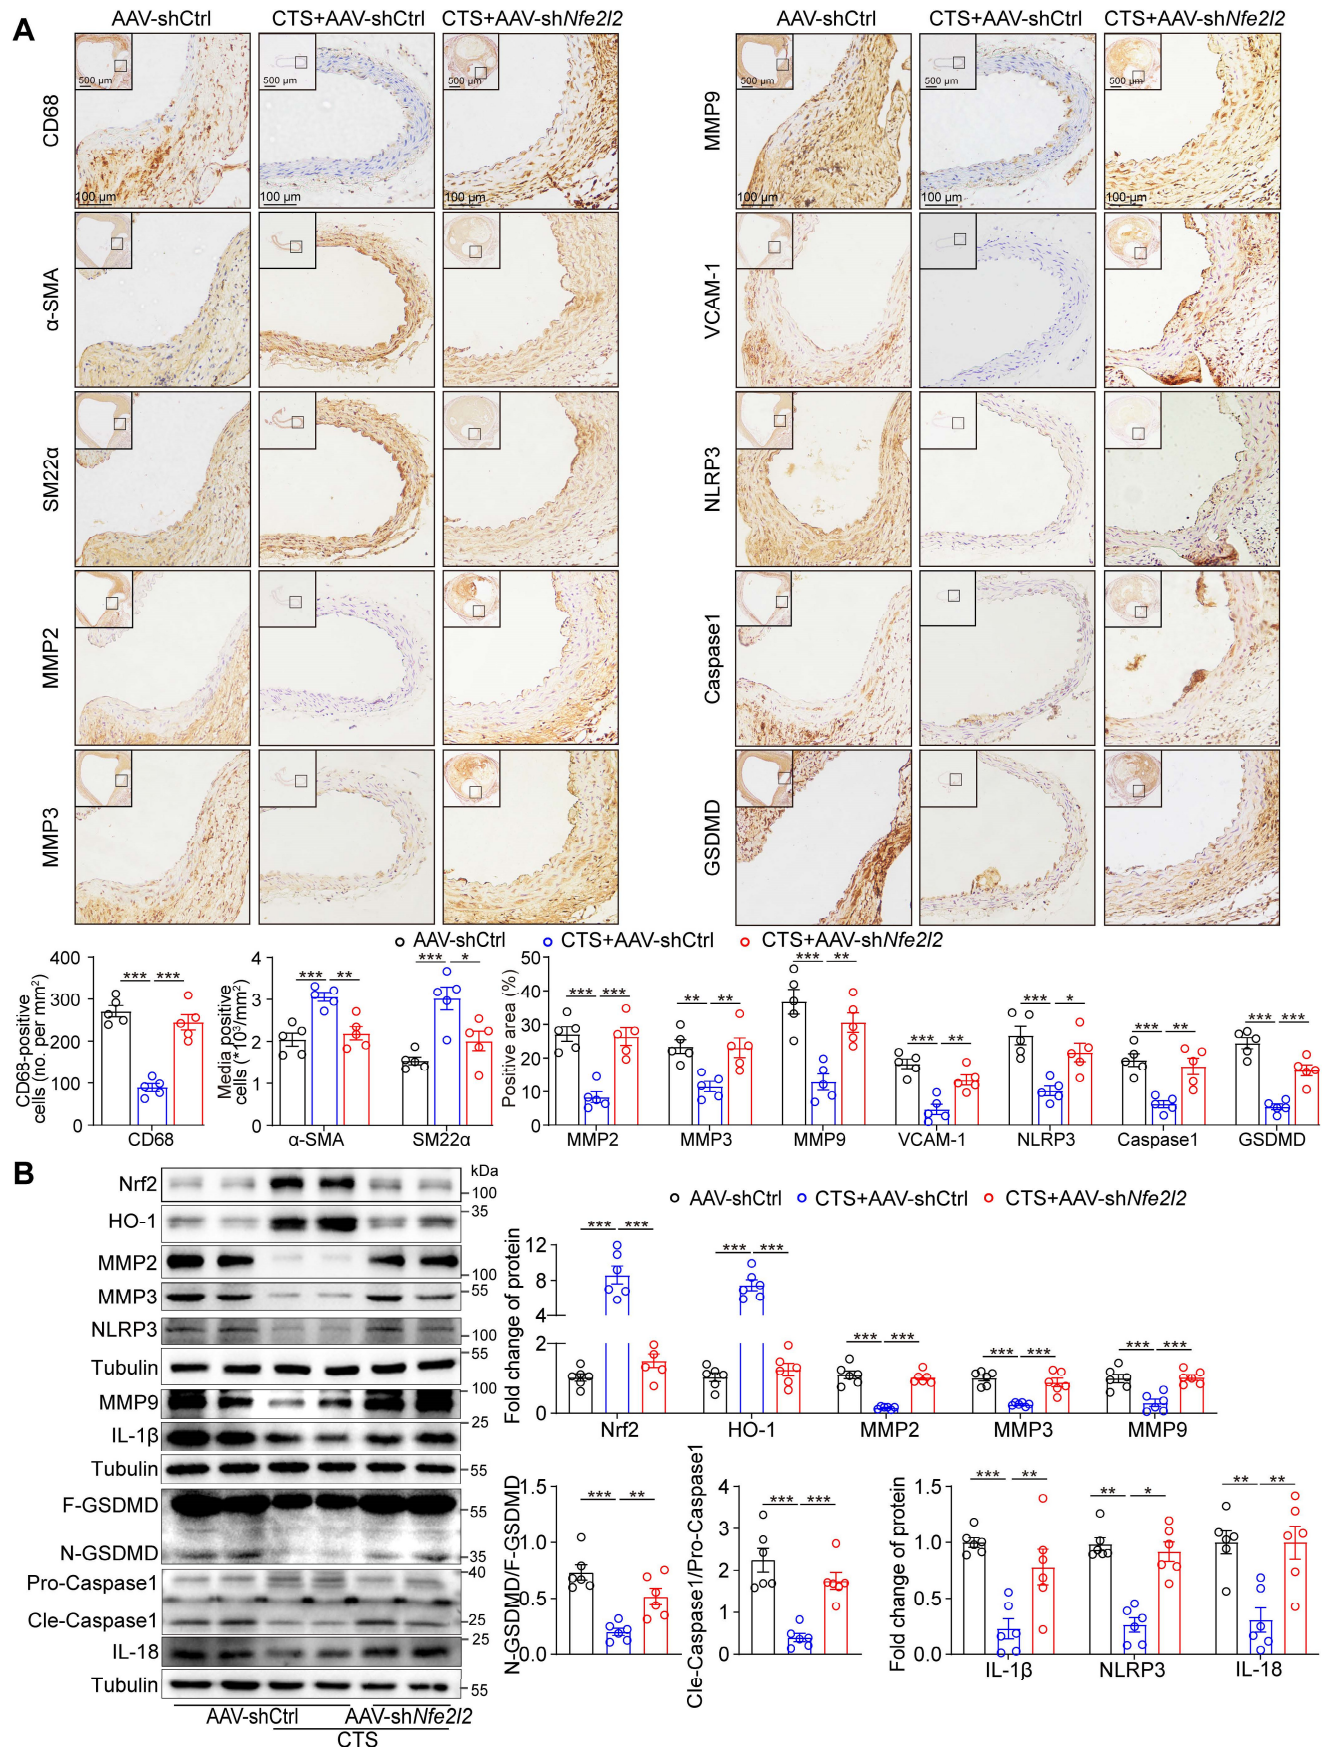 A
AAV-shCtrl CTS+AAV-shCtrl CTS+AAV-shNfe2l2 AAV-shCtrl CTS+AAV-shCtrl CTS+AAV-shNfe2l2
500 µm 500 µm 500 µm 500 µm 500 µm 500 µm
CD68 MMP9
100 µm 100 µm 100 µm 100 µm 100 µm 100 µm
α-SMA VCAM-1
SM22α NLRP3
MMP2 Caspase1
MMP3 GSDMD
AAV-shCtrl CTS+AAV-shCtrl CTS+AAV-shNfe2l2
CD68-positive
cells (no. per mm²)
400
300
200
100
0
*** ***
CD68
Media positive
cells (*10³/mm²)
4
3
2
1
0
*** ** *** *
α-SMA SM22α
Positive area (%)
50
40
30
20
10
0
*** *** ** ** *** ** *** ** *** * *** ** *** ***
MMP2 MMP3 MMP9 VCAM-1 NLRP3 Caspase1 GSDMD
B
kDa
Nrf2 100
HO-1 35
MMP2 100
MMP3 55
NLRP3 100
Tubulin 55
MMP9 100
IL-1β 25
Tubulin 55
F-GSDMD 55
N-GSDMD 35
Pro-Caspase1 40
Cle-Caspase1 25
IL-18 25
Tubulin 55
AAV-shCtrl AAV-shNfe2l2
CTS
AAV-shCtrl CTS+AAV-shCtrl CTS+AAV-shNfe2l2
Fold change of protein
12
8
4
2
1
0
*** *** *** *** *** *** *** *** *** ***
Nrf2 HO-1 MMP2 MMP3 MMP9
N-GSDMD/F-GSDMD
1.5
1.0
0.5
0.0
*** **
Cle-Caspase1/Pro-Caspase1
4
3
2
1
0
*** ***
Fold change of protein
1.5
1.0
0.5
0.0
*** ** ** * ** **
IL-1β NLRP3 IL-18